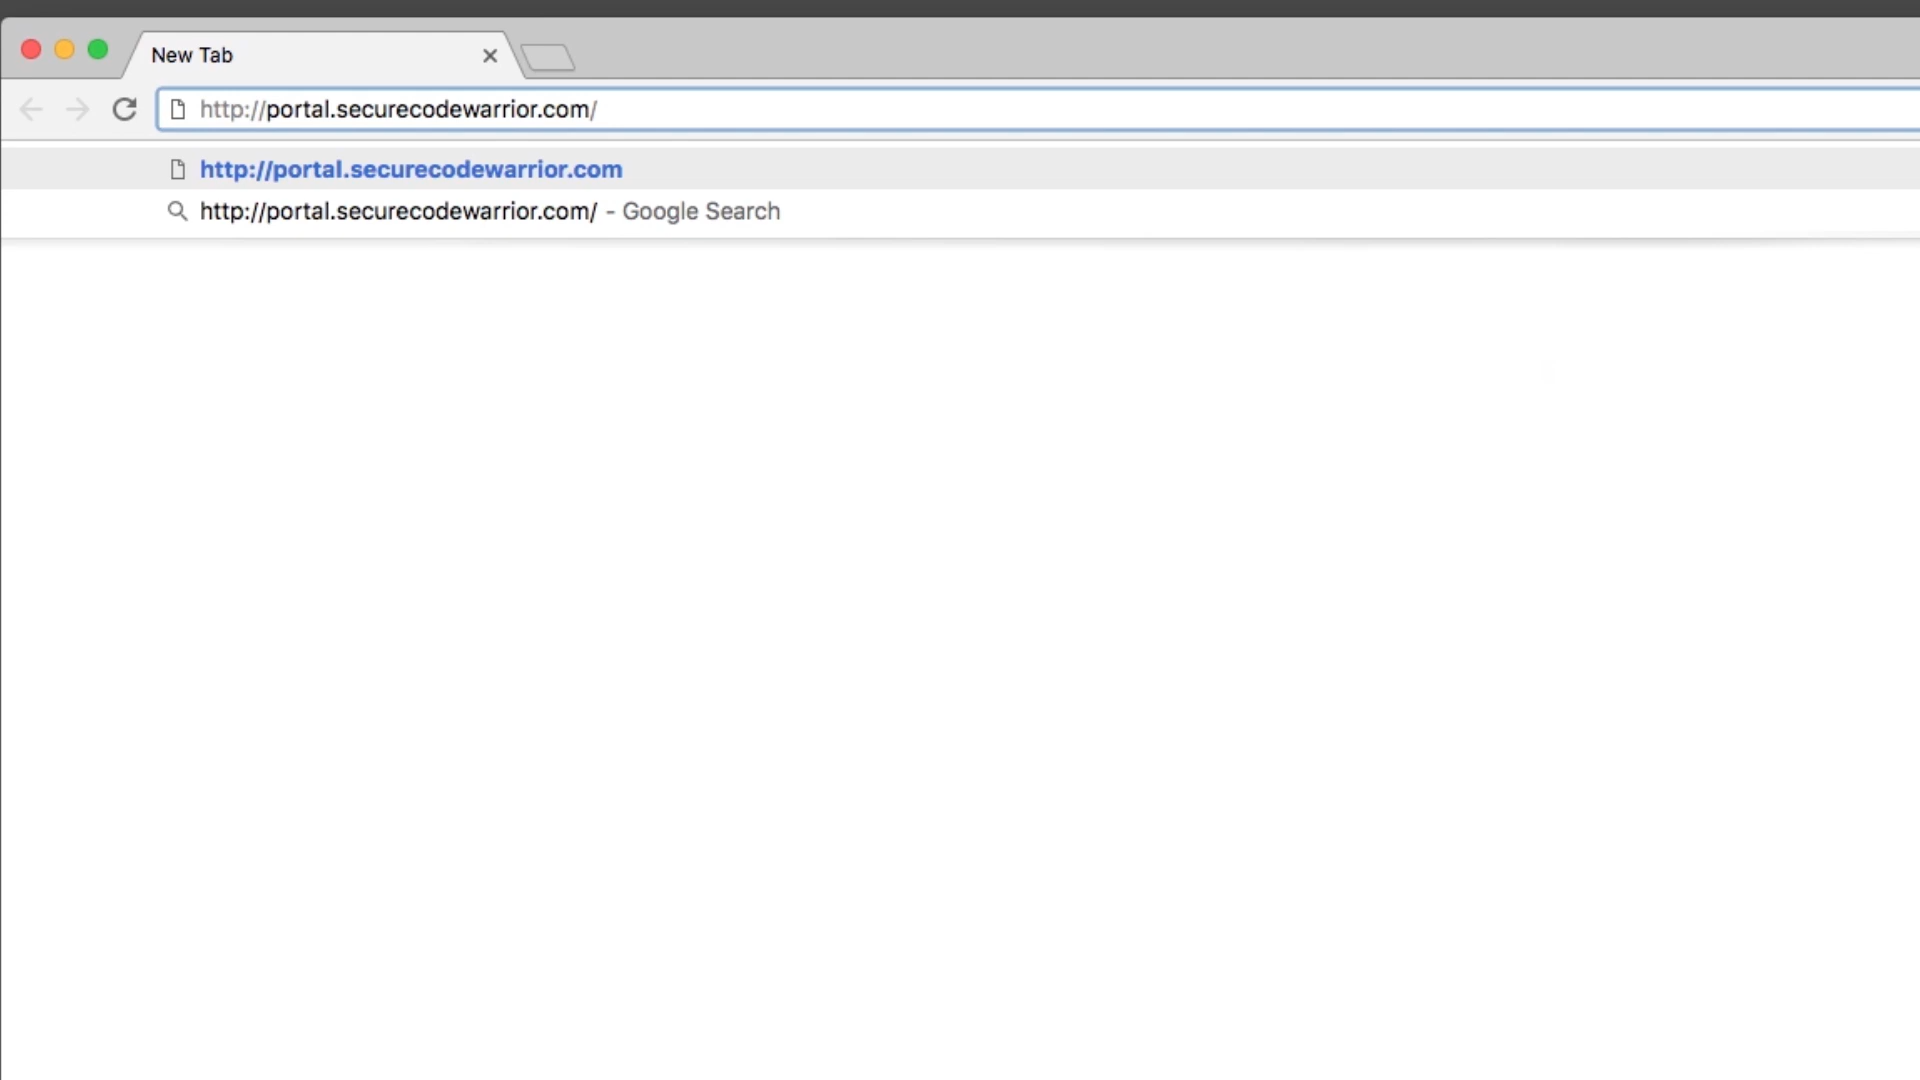 New Tab
http://portal.securecodewarrior.com/
http://portal.securecodewarrior.com
http://portal.securecodewarrior.com/ - Google Search